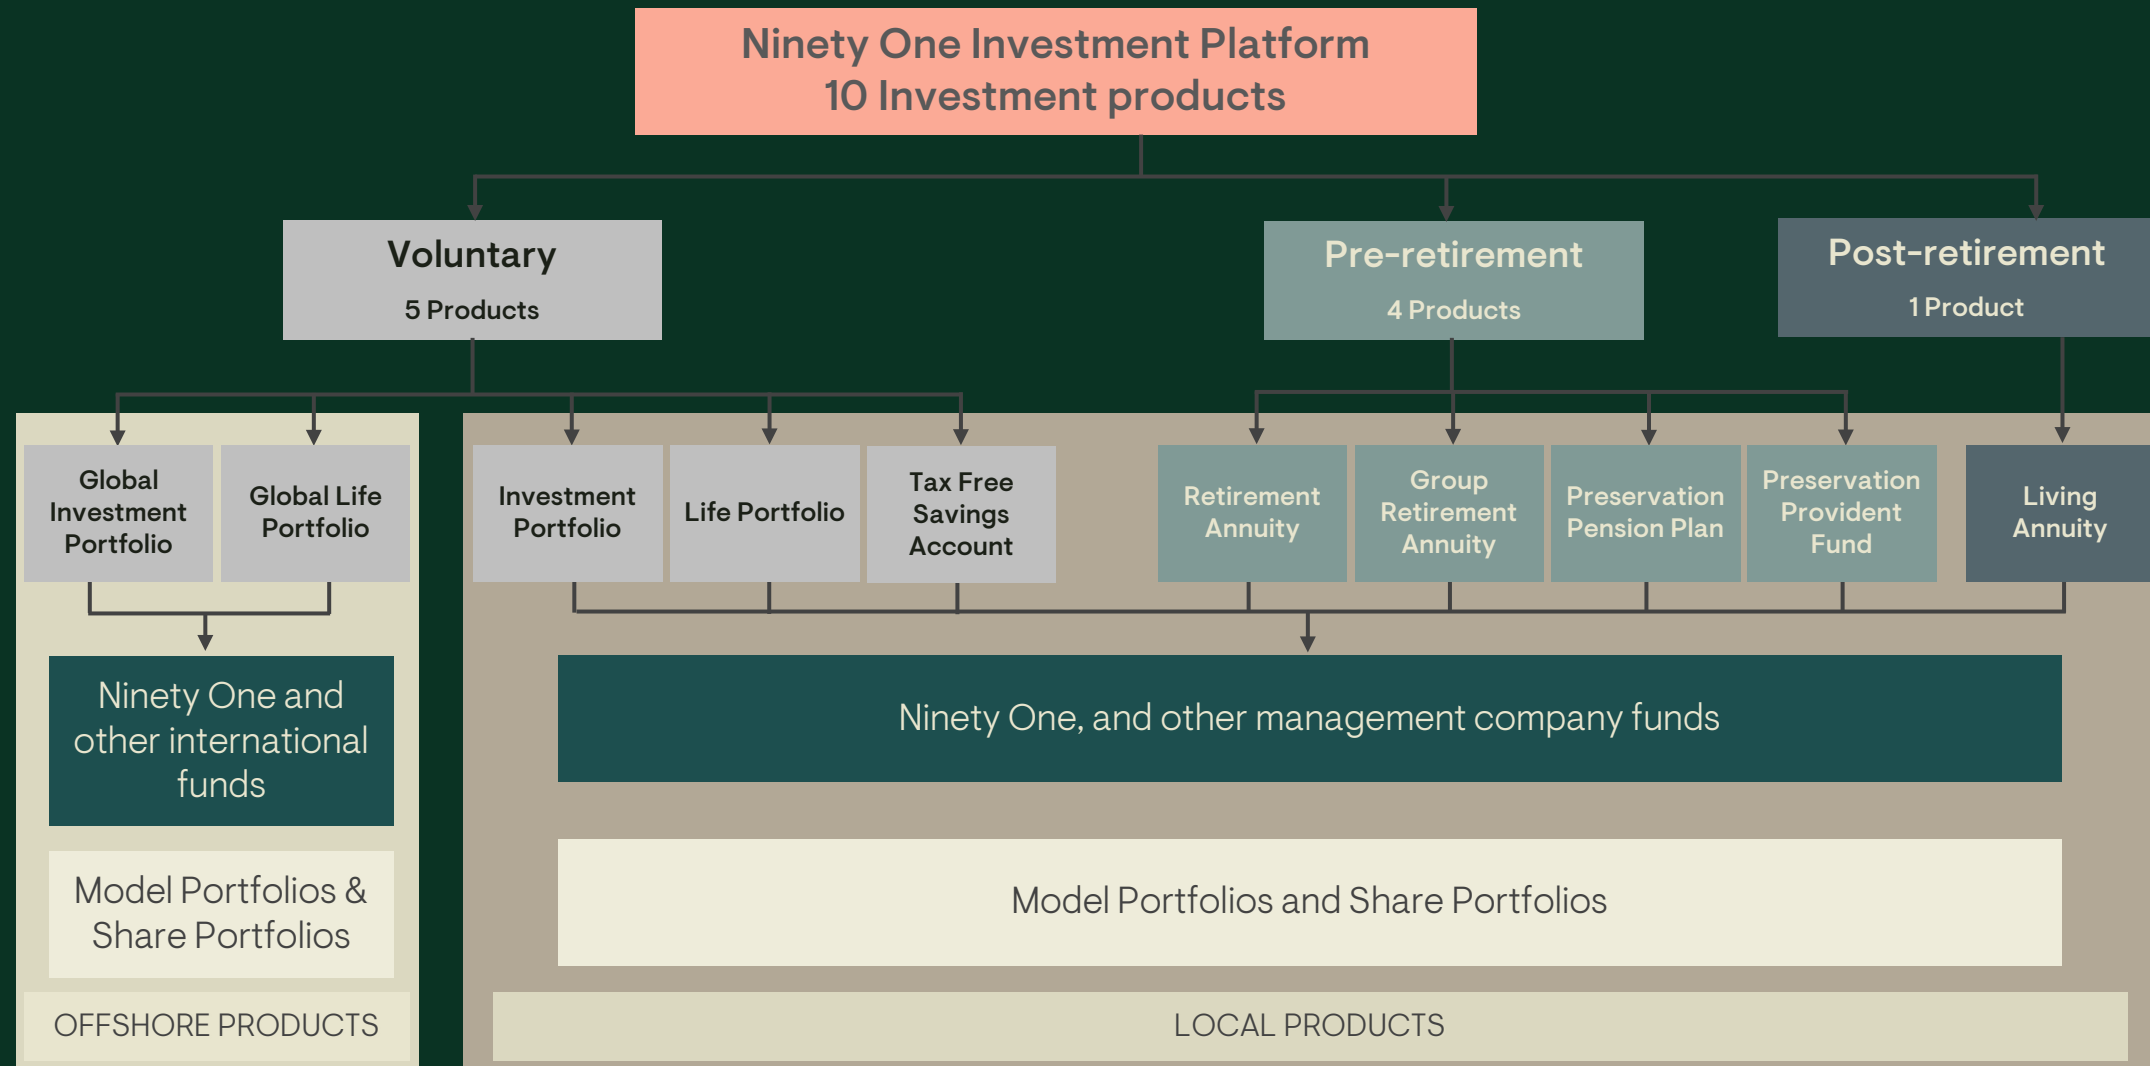 Ninety One Investment Platform
10 Investment products
Voluntary
5 Products
Pre-retirement
4 Products
Post-retirement
1 Product
Global
Investment
Portfolio
Global Life
Portfolio
Investment
Portfolio
Life Portfolio
Tax Free
Savings
Account
Retirement
Annuity
Group
Retirement
Annuity
Preservation
Pension Plan
Preservation
Provident
Fund
Living
Annuity
Ninety One and
other international
funds
Ninety One, and other management company funds
Model Portfolios &
Share Portfolios
Model Portfolios and Share Portfolios
OFFSHORE PRODUCTS
LOCAL PRODUCTS